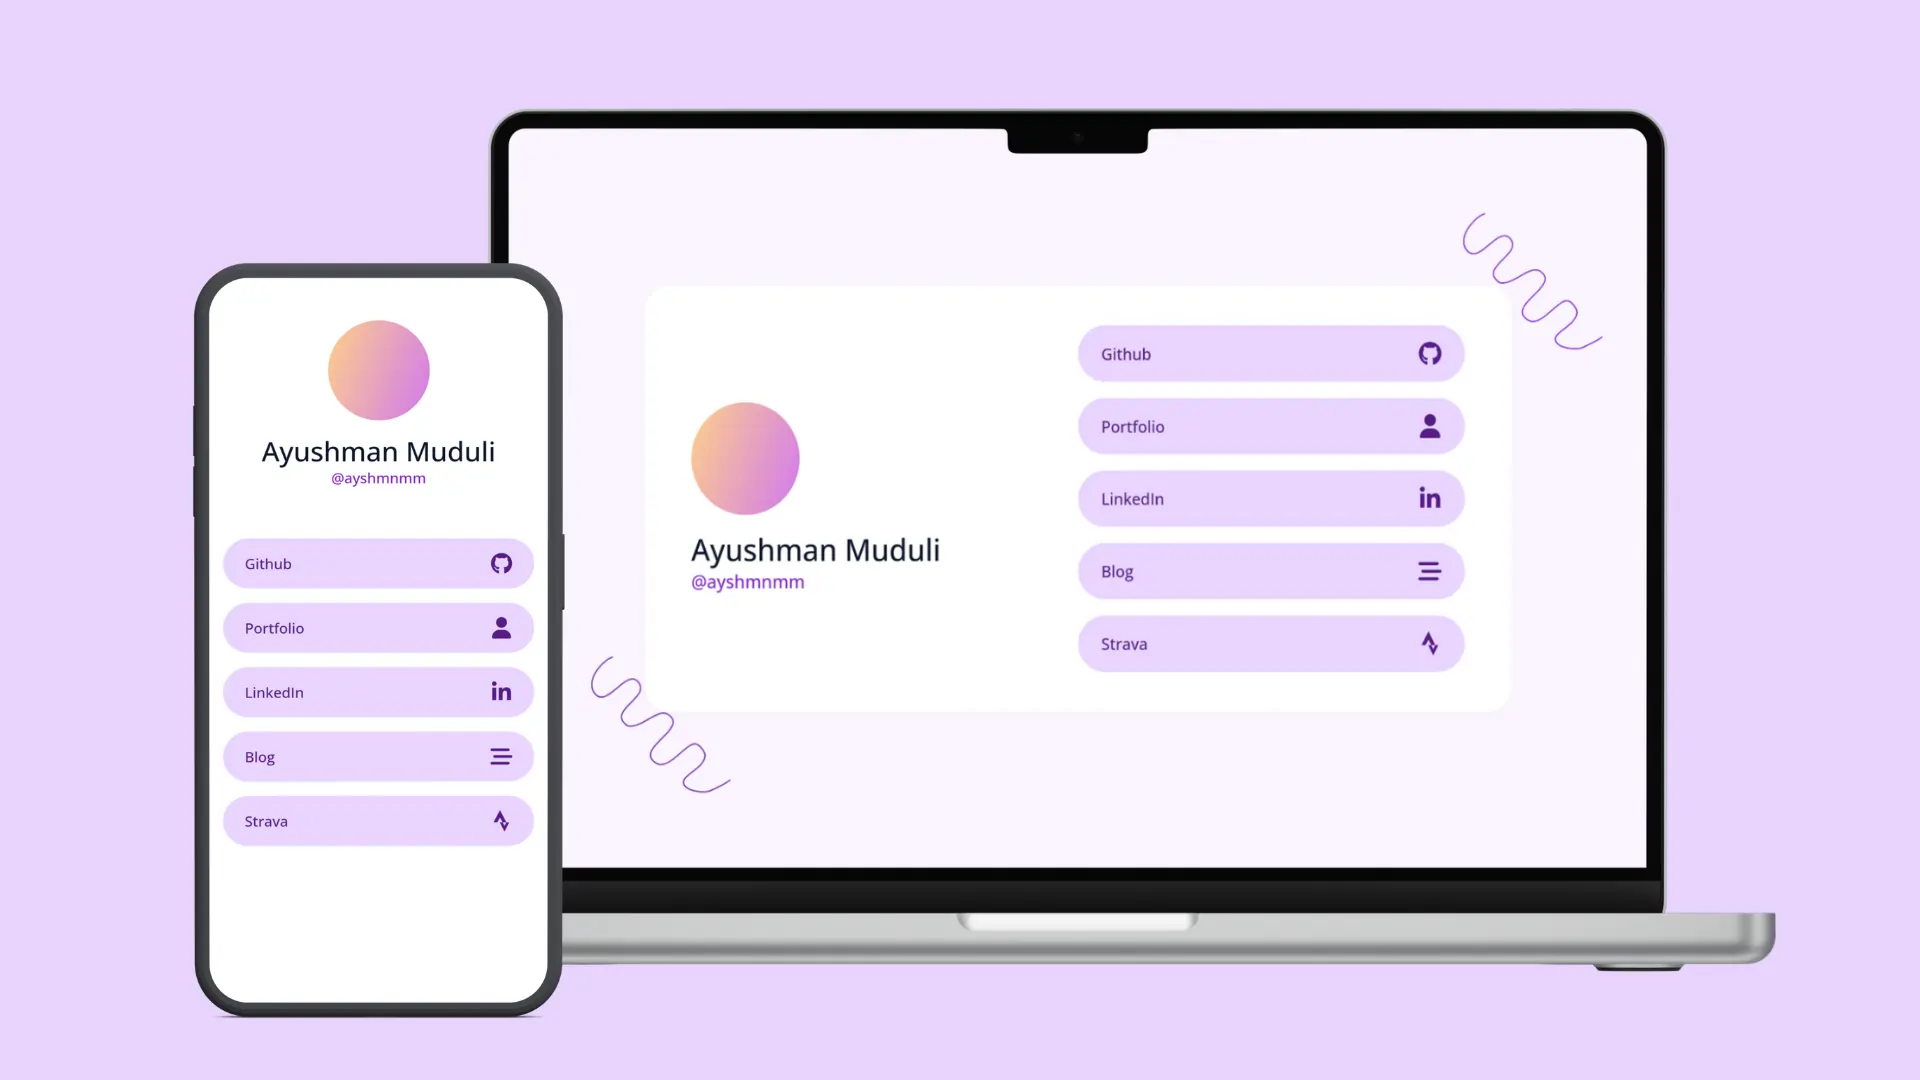 Ayushman Muduli
@ayshmnmm
Github
Portfolio
LinkedIn
Blog
Strava
Ayushman Muduli
@ayshmnmm
Github
Portfolio
LinkedIn
Blog
Strava